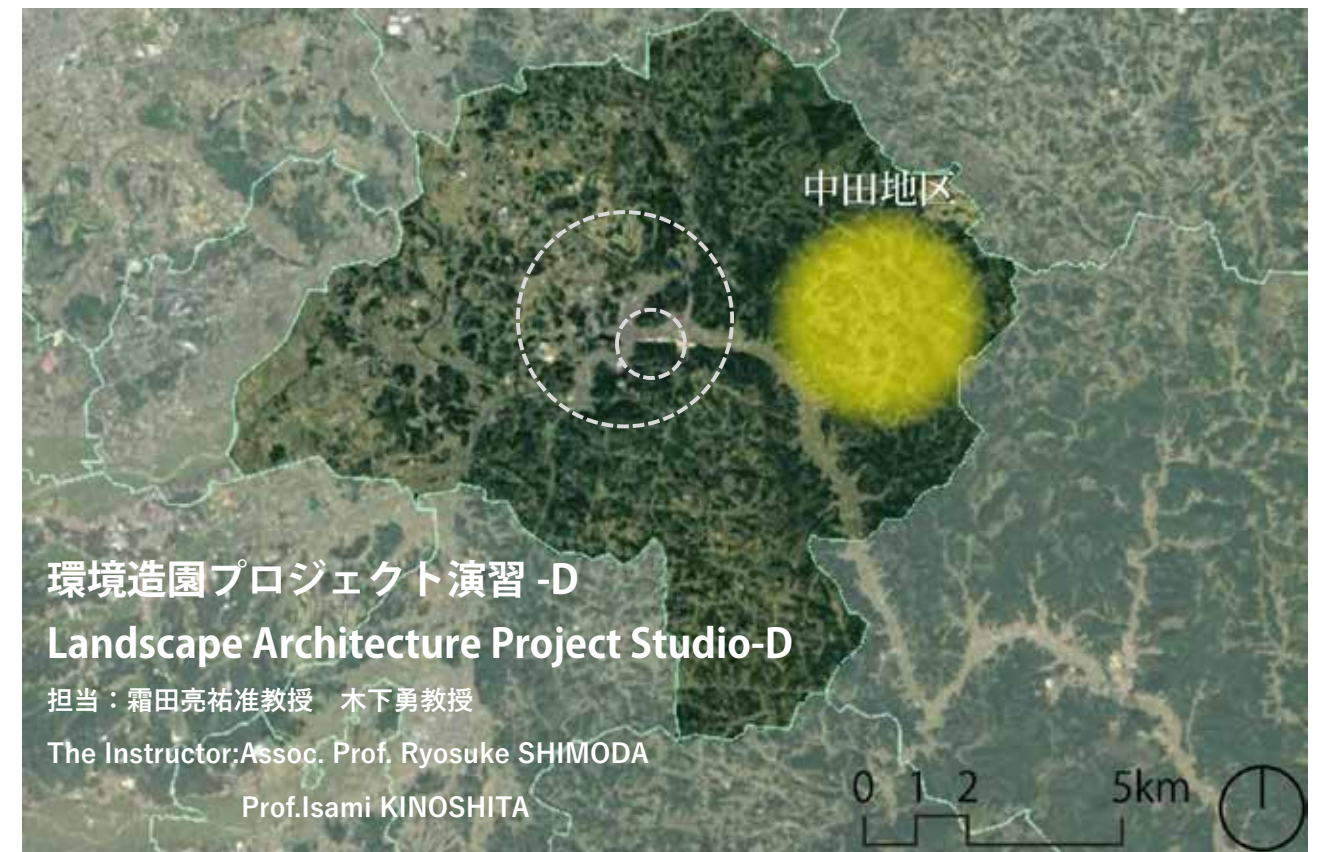 中田地区
環境造園プロジェクト演習 -D
Landscape Architecture Project Studio-D
担当：霜田亮祐准教授　木下勇教授
The Instructor:Assoc. Prof. Ryosuke SHIMODA
Prof.Isami KINOSHITA
0 1 2 5km